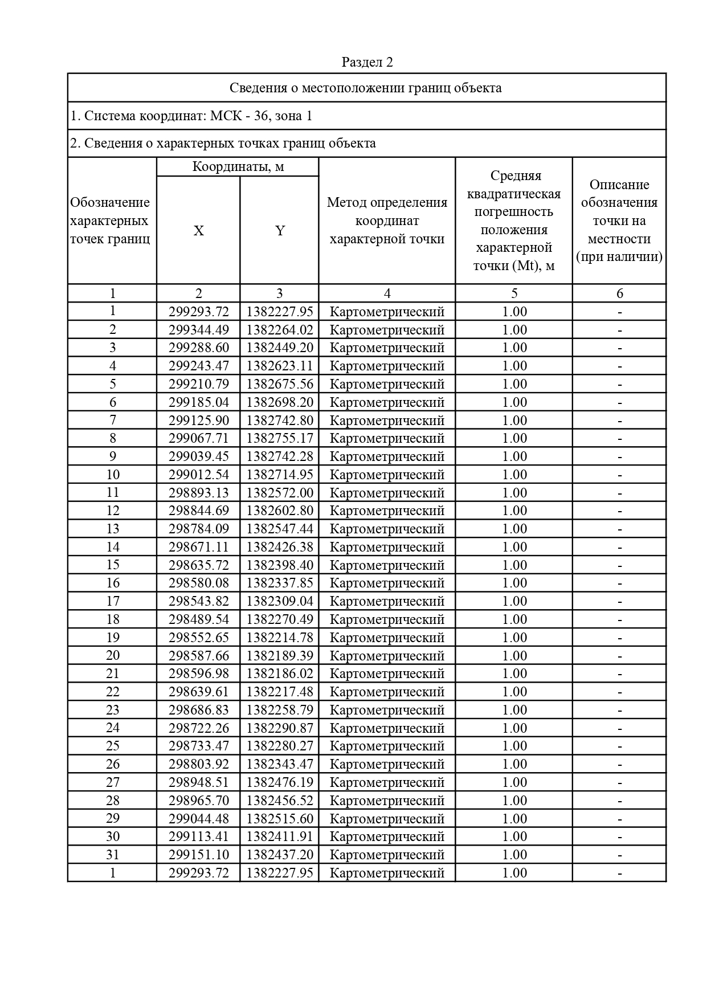 Раздел 2
Сведения о местоположении границ объекта
1. Система координат: МСК - 36, зона 1
2. Сведения о характерных точках границ объекта
Обозначение
характерных
точек границ
Координаты, м
X
Y
Метод определения
координат
характерной точки
Средняя
квадратическая
погрешность
положения
характерной
точки (Mt), м
Описание
обозначения
точки на
местности
(при наличии)
1 2 3 4 5 6
1 299293.72 1382227.95 Картометрический 1.00 -
2 299344.49 1382264.02 Картометрический 1.00 -
3 299288.60 1382449.20 Картометрический 1.00 -
4 299243.47 1382623.11 Картометрический 1.00 -
5 299210.79 1382675.56 Картометрический 1.00 -
6 299185.04 1382698.20 Картометрический 1.00 -
7 299125.90 1382742.80 Картометрический 1.00 -
8 299067.71 1382755.17 Картометрический 1.00 -
9 299039.45 1382742.28 Картометрический 1.00 -
10 299012.54 1382714.95 Картометрический 1.00 -
11 298893.13 1382572.00 Картометрический 1.00 -
12 298844.69 1382602.80 Картометрический 1.00 -
13 298784.09 1382547.44 Картометрический 1.00 -
14 298671.11 1382426.38 Картометрический 1.00 -
15 298635.72 1382398.40 Картометрический 1.00 -
16 298580.08 1382337.85 Картометрический 1.00 -
17 298543.82 1382309.04 Картометрический 1.00 -
18 298489.54 1382270.49 Картометрический 1.00 -
19 298552.65 1382214.78 Картометрический 1.00 -
20 298587.66 1382189.39 Картометрический 1.00 -
21 298596.98 1382186.02 Картометрический 1.00 -
22 298639.61 1382217.48 Картометрический 1.00 -
23 298686.83 1382258.79 Картометрический 1.00 -
24 298722.26 1382290.87 Картометрический 1.00 -
25 298733.47 1382280.27 Картометрический 1.00 -
26 298803.92 1382343.47 Картометрический 1.00 -
27 298948.51 1382476.19 Картометрический 1.00 -
28 298965.70 1382456.52 Картометрический 1.00 -
29 299044.48 1382515.60 Картометрический 1.00 -
30 299113.41 1382411.91 Картометрический 1.00 -
31 299151.10 1382437.20 Картометрический 1.00 -
1 299293.72 1382227.95 Картометрический 1.00 -